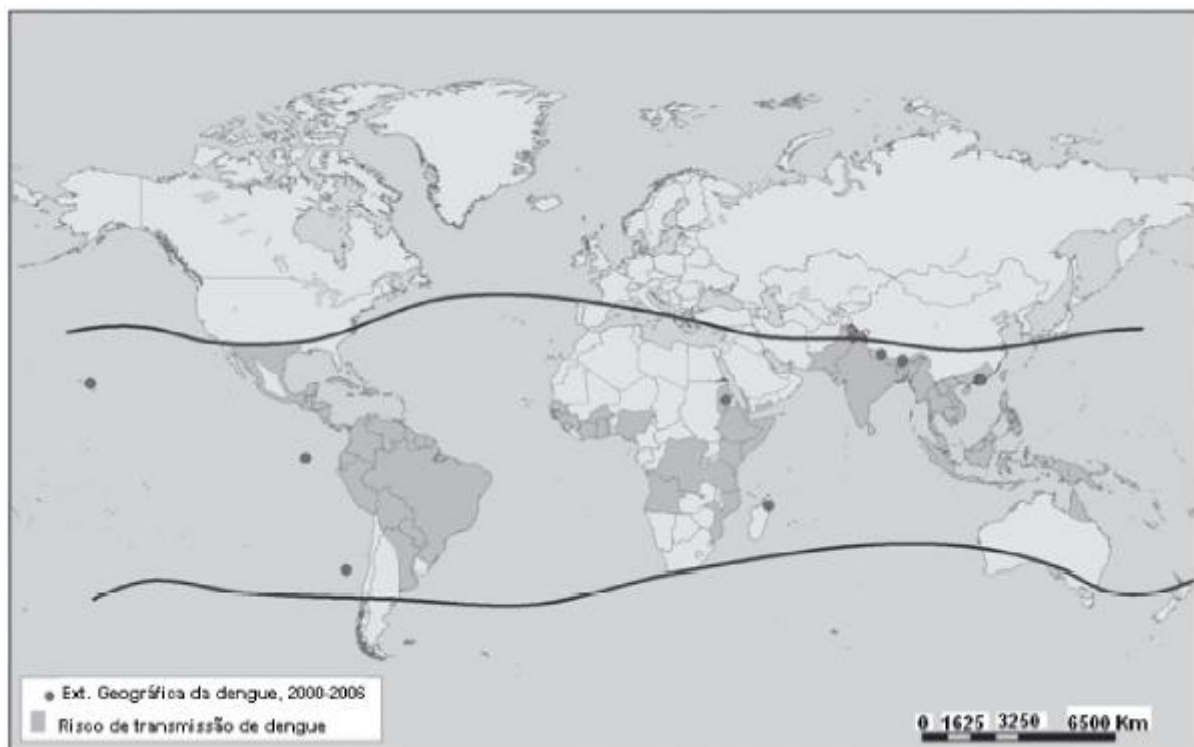 Ext. Geográfica da dengue, 2000-2006
Risco de transmissão de dengue
0 1625 3250 6500 Km